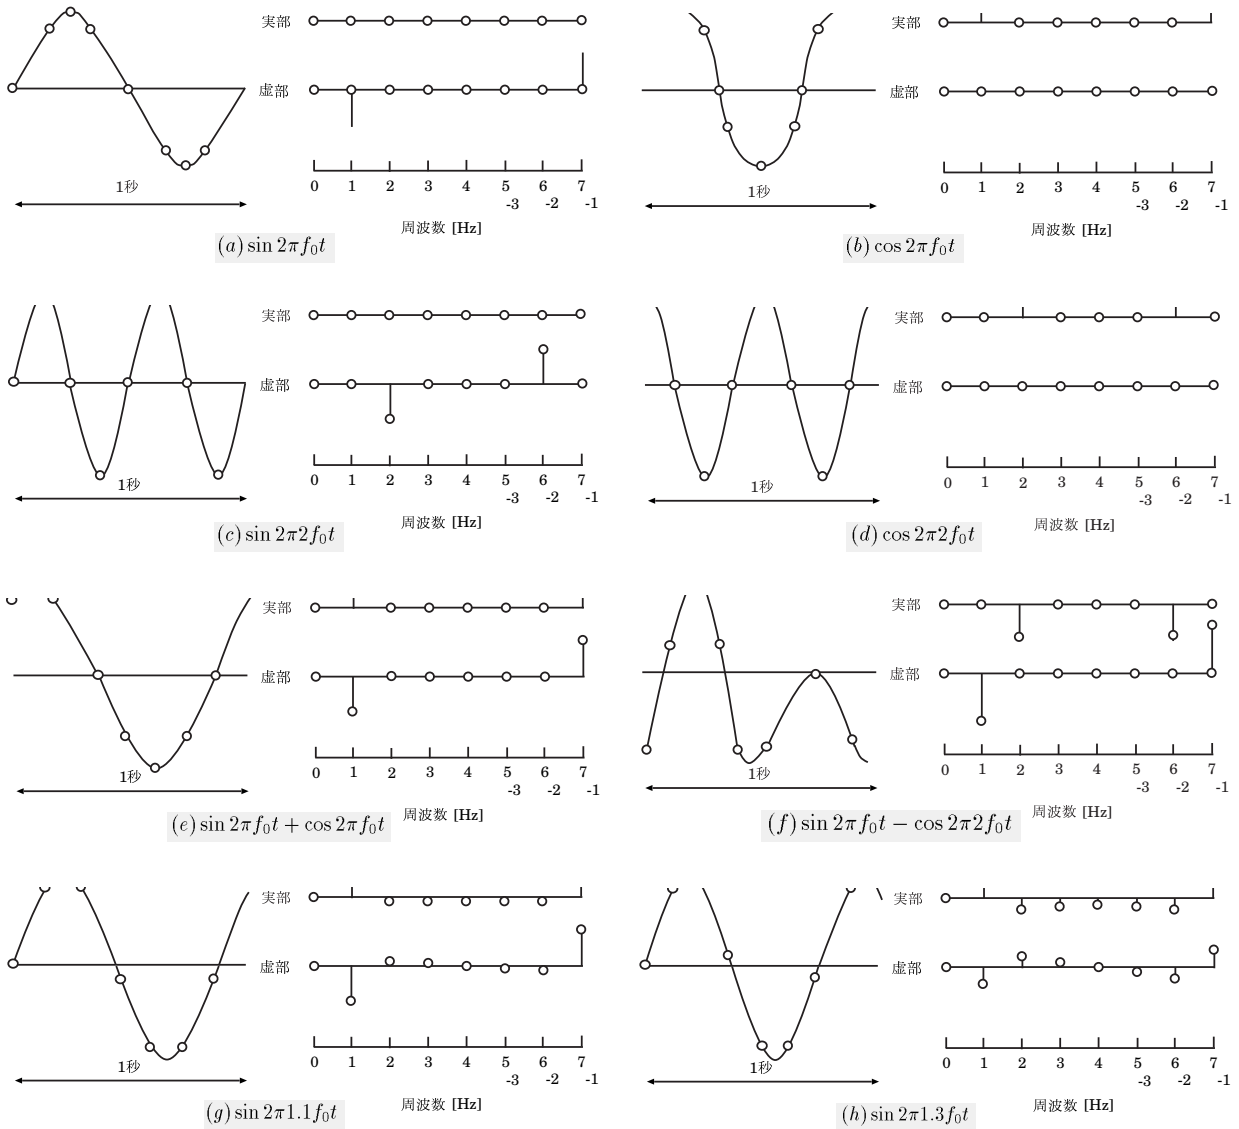 実部
虚部
1秒
0 1 2 3 4 5 6 7
-3 -2 -1
周波数 [Hz]
(a) sin 2πf₀t
実部
虚部
1秒
0 1 2 3 4 5 6 7
-3 -2 -1
周波数 [Hz]
(b) cos 2πf₀t
実部
虚部
1秒
0 1 2 3 4 5 6 7
-3 -2 -1
周波数 [Hz]
(c) sin 2π2f₀t
実部
虚部
1秒
0 1 2 3 4 5 6 7
-3 -2 -1
周波数 [Hz]
(d) cos 2π2f₀t
実部
虚部
1秒
0 1 2 3 4 5 6 7
-3 -2 -1
周波数 [Hz]
(e) sin 2πf₀t + cos 2πf₀t
実部
虚部
1秒
0 1 2 3 4 5 6 7
-3 -2 -1
周波数 [Hz]
(f) sin 2πf₀t − cos 2π2f₀t
実部
虚部
1秒
0 1 2 3 4 5 6 7
-3 -2 -1
周波数 [Hz]
(g) sin 2π1.1f₀t
実部
虚部
1秒
0 1 2 3 4 5 6 7
-3 -2 -1
周波数 [Hz]
(h) sin 2π1.3f₀t